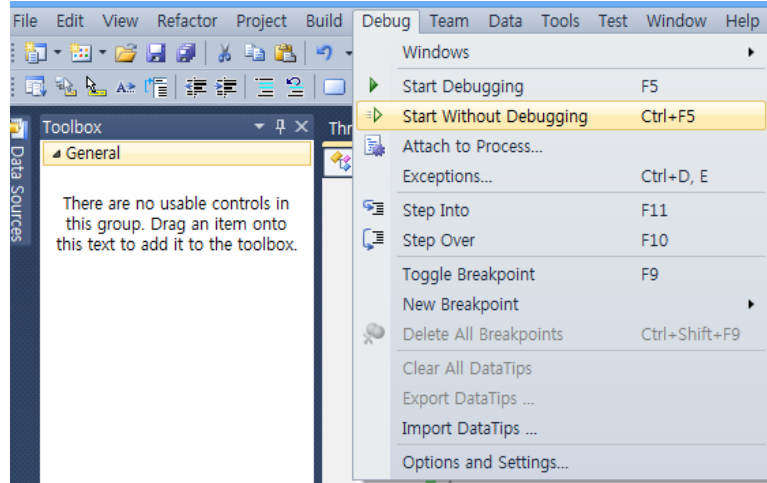 File Edit View Refactor Project Build Debug Team Data Tools Test Window Help
Windows
Start Debugging F5
Start Without Debugging Ctrl+F5
Attach to Process...
Exceptions... Ctrl+D, E
Step Into F11
Step Over F10
Toggle Breakpoint F9
New Breakpoint
Delete All Breakpoints Ctrl+Shift+F9
Clear All DataTips
Export DataTips ...
Import DataTips ...
Options and Settings...
Data Sources
Toolbox
General
There are no usable controls in
this group. Drag an item onto
this text to add it to the toolbox.
Thr